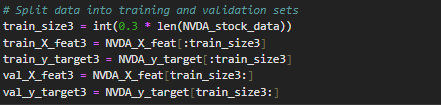 # Split data into training and validation sets
train_size3 = int(0.3 * len(NVDA_stock_data))
train_X_feat3 = NVDA_X_feat[:train_size3]
train_y_target3 = NVDA_y_target[:train_size3]
val_X_feat3 = NVDA_X_feat[train_size3:]
val_y_target3 = NVDA_y_target[train_size3:]